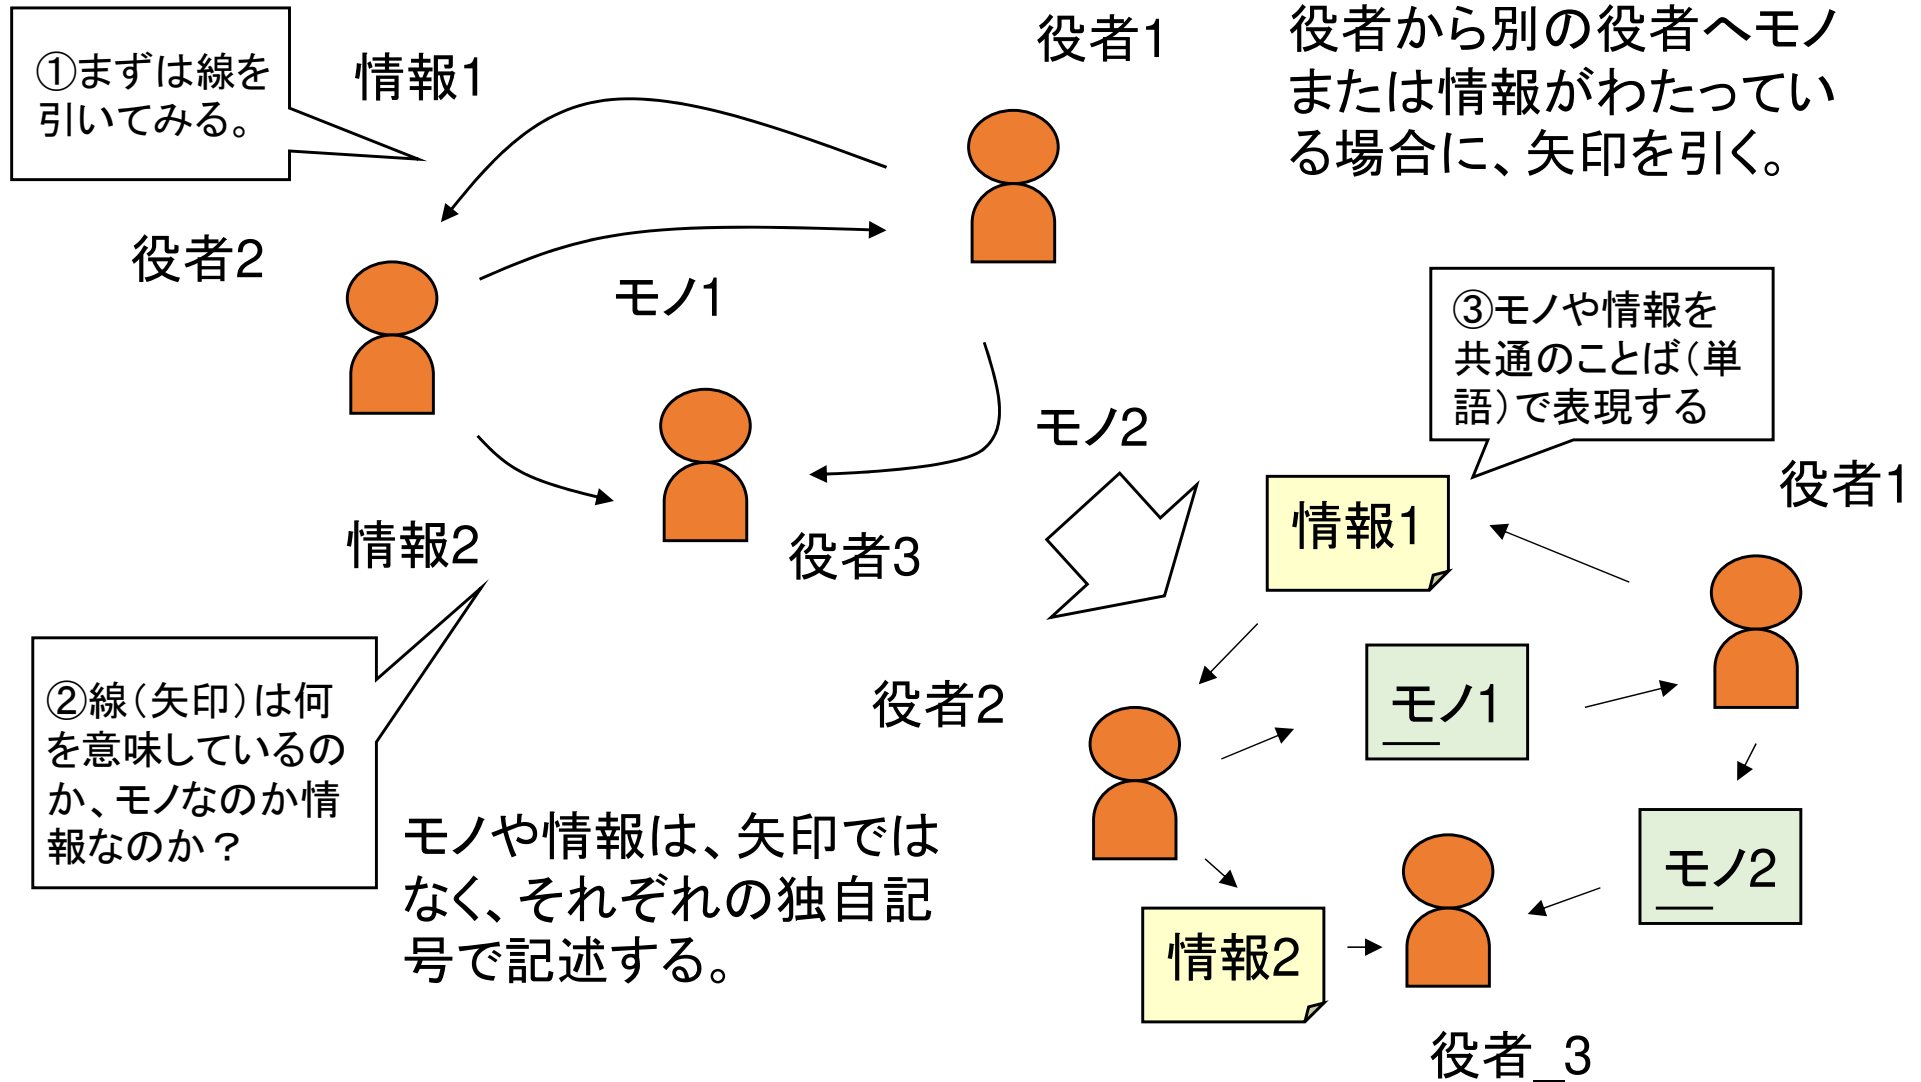 ①まずは線を
引いてみる。
情報1
役者1
役者から別の役者へモノ
または情報がわたってい
る場合に、矢印を引く。
役者2
モノ1
③モノや情報を
共通のことば（単
語）で表現する
モノ2
情報2
役者3
情報1
役者1
②線（矢印）は何
を意味しているの
か、モノなのか情
報なのか？
役者2
モノ1
モノや情報は、矢印では
なく、それぞれの独自記
号で記述する。
モノ2
情報2
役者_3